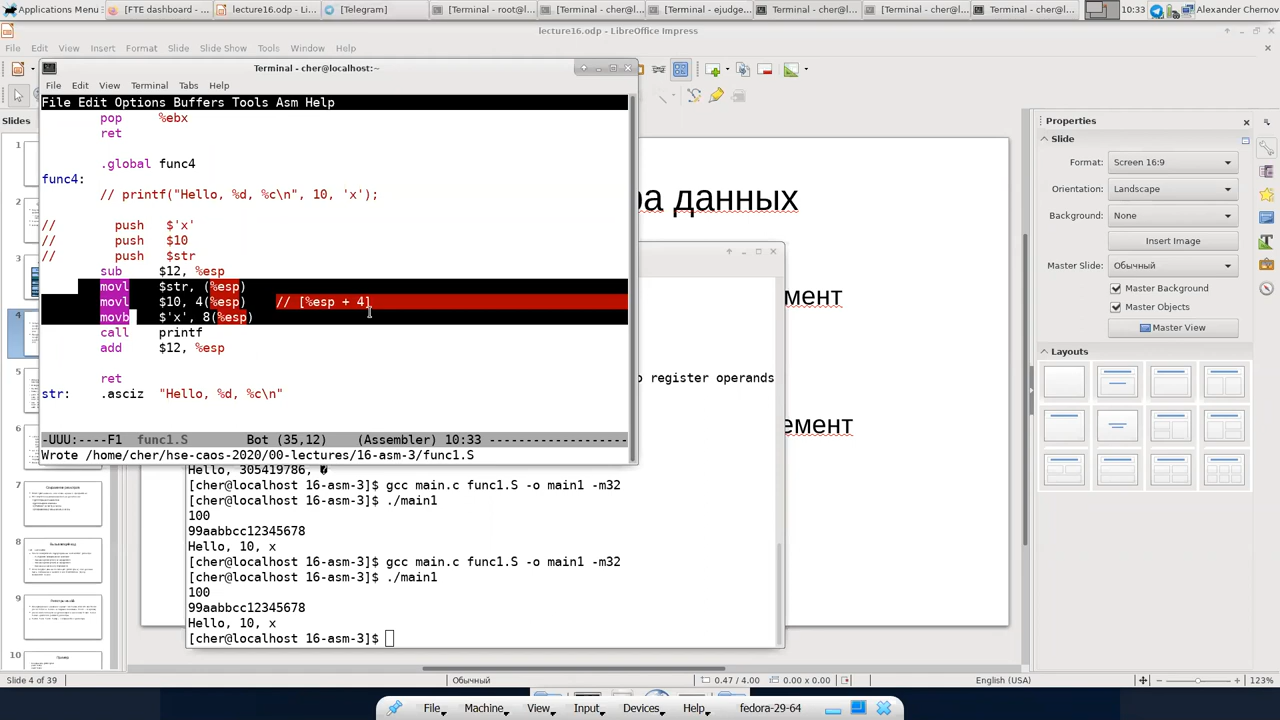 Applications Menu
[FTE dashboard - ...
lecture16.odp - Li...
[Telegram]
[Terminal - root@l...
[Terminal - cher@l...
[Terminal - ejudge...
Terminal - cher@l...
[Terminal - cher@l...
Terminal - cher@l...
10:33
Alexander Chernov
lecture16.odp - LibreOffice Impress
File Edit View Insert Format Slide Slide Show Tools Window Help
Terminal - cher@localhost:~
File Edit View Terminal Tabs Help
File Edit Options Buffers Tools Asm Help
pop %ebx
ret
.global func4
func4:
// printf("Hello, %d, %c\n", 10, 'x');
// push $'x'
// push $10
// push $str
sub $12, %esp
movl $str, (%esp)
movl $10, 4(%esp) // [%esp + 4]
movb $'x', 8(%esp)
call printf
add $12, %esp
ret
str: .asciz "Hello, %d, %c\n"
-UUU:----F1 func1.S Bot (35,12) (Assembler) 10:33 ------------------
Wrote /home/cher/hse-caos-2020/00-lectures/16-asm-3/func1.S
Slides
1
2
3
4
5
6
7
8
9
10
ра данных
мент
емент
o register operands
Hello, 305419786, �
[cher@localhost 16-asm-3]$ gcc main.c func1.S -o main1 -m32
[cher@localhost 16-asm-3]$ ./main1
100
99aabbcc12345678
Hello, 10, x
[cher@localhost 16-asm-3]$ gcc main.c func1.S -o main1 -m32
[cher@localhost 16-asm-3]$ ./main1
100
99aabbcc12345678
Hello, 10, x
[cher@localhost 16-asm-3]$
Properties
Slide
Format: Screen 16:9
Orientation: Landscape
Background: None
Insert Image
Master Slide: Обычный
Master Background
Master Objects
Master View
Layouts
Slide 4 of 39
Обычный
0.47 / 4.00
0.00 x 0.00
English (USA)
123%
File Machine View Input Devices Help fedora-29-64